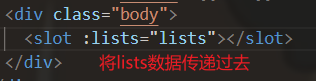 <div class="body">
<slot :lists="lists"></slot>
</div> 将lists数据传递过去